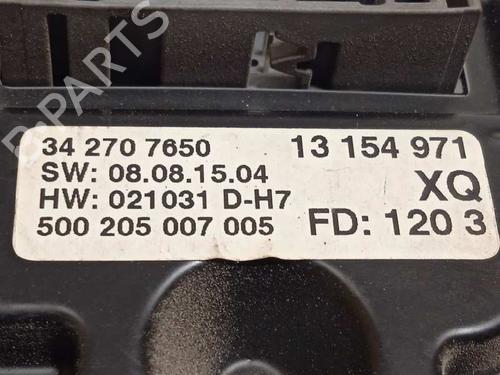 B-PARTS
34 270 7650 13 154 971
SW: 08.08.15.04 XQ
HW: 021031 D-H7
500 205 007 005 FD: 120 3